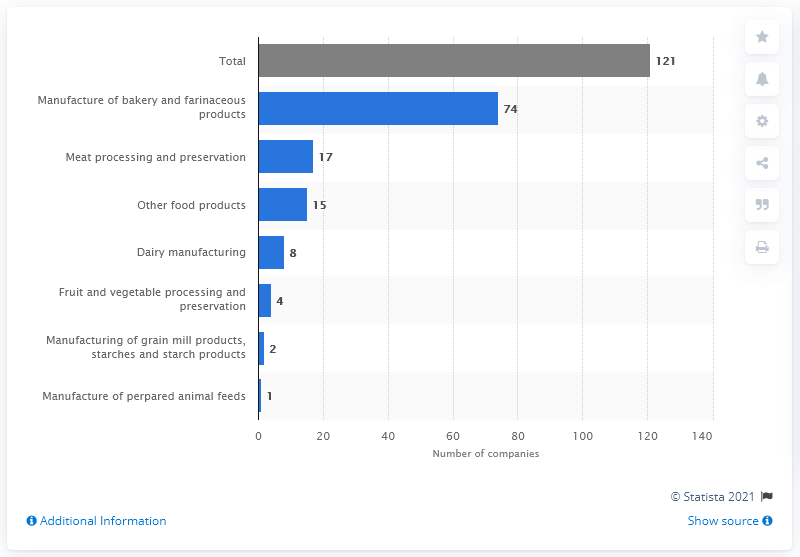 Total
121
Manufacture of bakery and farinaceous
products
74
Meat processing and preservation
17
Other food products
15
Dairy manufacturing
8
Fruit and vegetable processing and
preservation
4
Manufacturing of grain mill products,
starches and starch products
2
Manufacture of perpared animal feeds
1
0 20 40 60 80 100 120 140
Number of companies
© Statista 2021
Additional Information
Show source